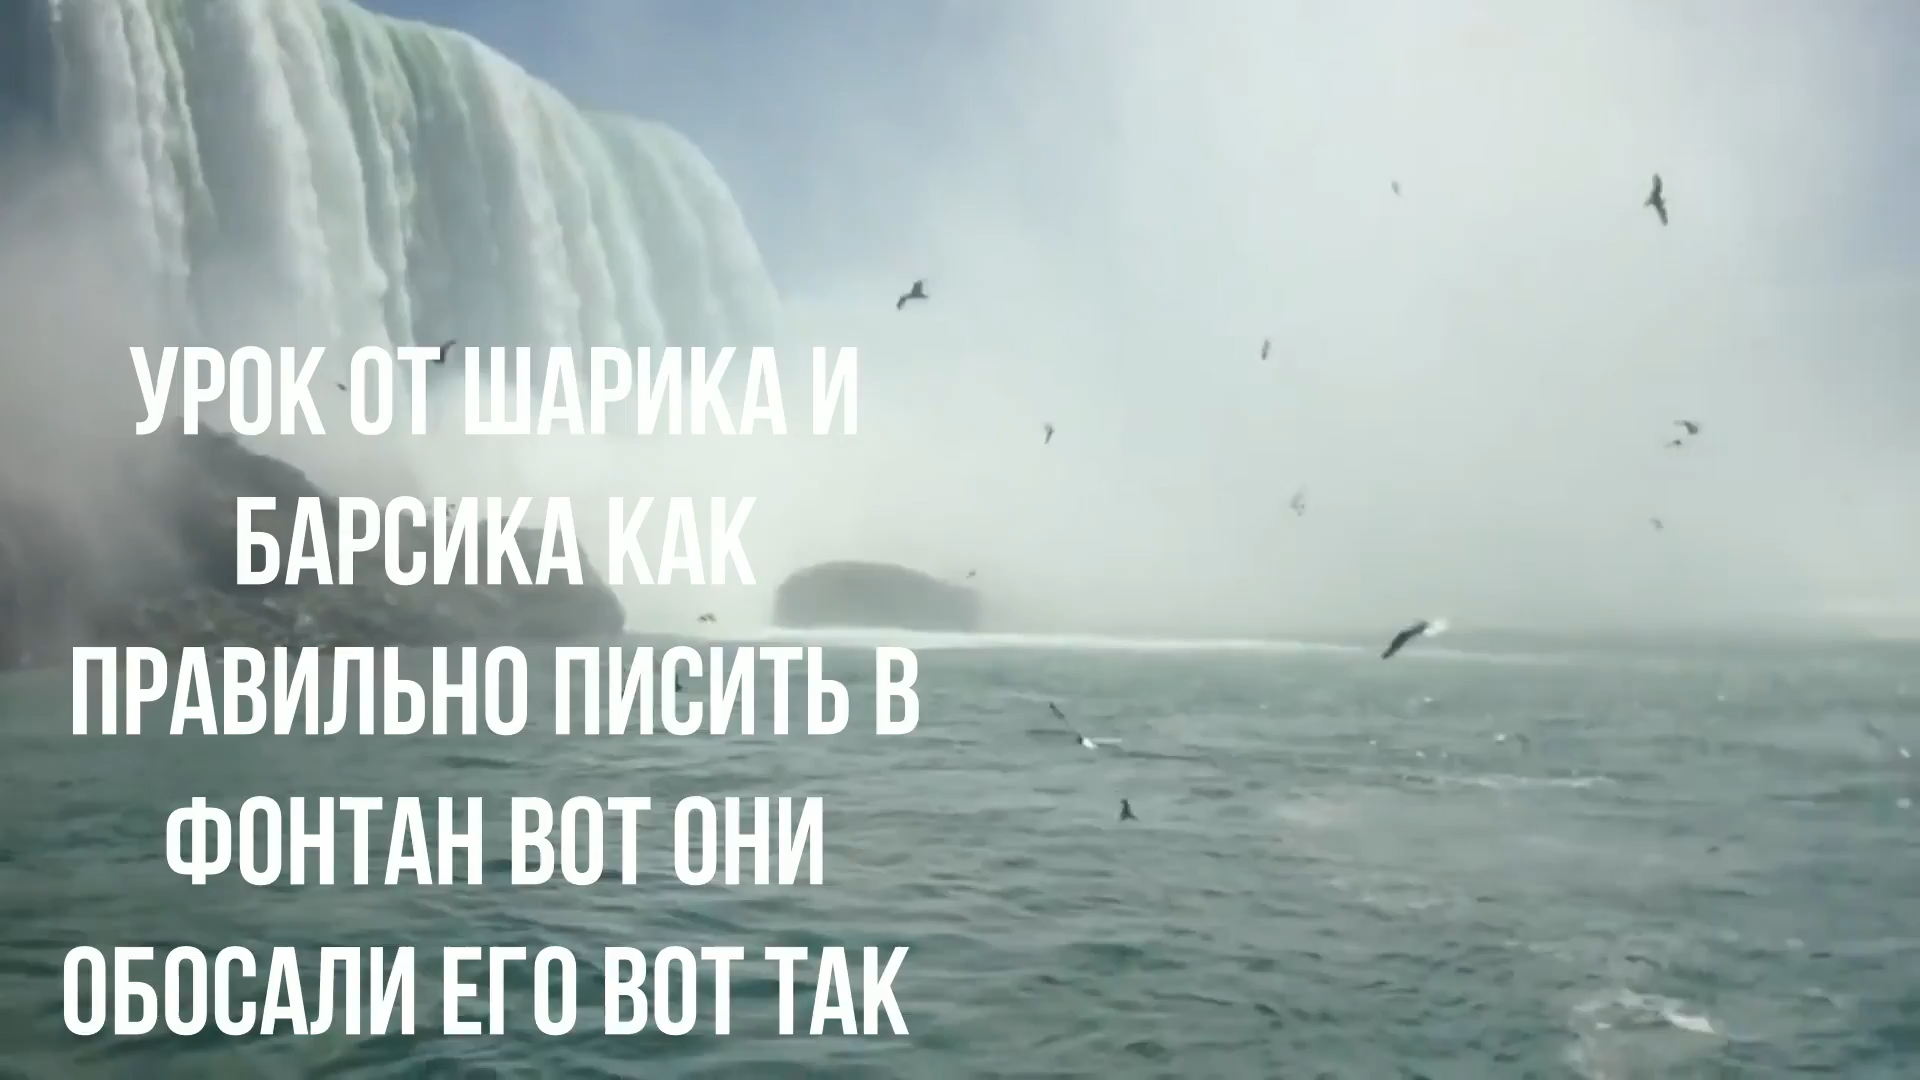 УРОК ОТ ШАРИКА И
БАРСИКА КАК
ПРАВИЛЬНО ПИСИТЬ В
ФОНТАН ВОТ ОНИ
ОБОСАЛИ ЕГО ВОТ ТАК